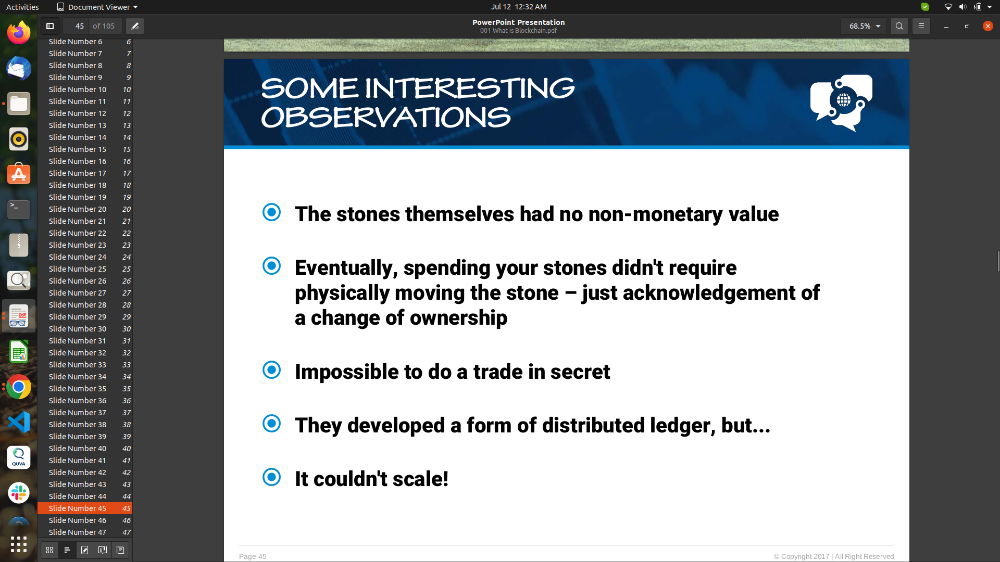 Activities
Document Viewer
Jul 12 12:32 AM
45 of 105
PowerPoint Presentation
001 What is Blockchain.pdf
68.5%
Slide Number 6 6
Slide Number 7 7
Slide Number 8 8
Slide Number 9 9
Slide Number 10 10
Slide Number 11 11
Slide Number 12 12
Slide Number 13 13
Slide Number 14 14
Slide Number 15 15
Slide Number 16 16
Slide Number 17 17
Slide Number 18 18
Slide Number 19 19
Slide Number 20 20
Slide Number 21 21
Slide Number 22 22
Slide Number 23 23
Slide Number 24 24
Slide Number 25 25
Slide Number 26 26
Slide Number 27 27
Slide Number 28 28
Slide Number 29 29
Slide Number 30 30
Slide Number 31 31
Slide Number 32 32
Slide Number 33 33
Slide Number 34 34
Slide Number 35 35
Slide Number 36 36
Slide Number 37 37
Slide Number 38 38
Slide Number 39 39
Slide Number 40 40
Slide Number 41 41
Slide Number 42 42
Slide Number 43 43
Slide Number 44 44
Slide Number 45 45
Slide Number 46 46
Slide Number 47 47
QUVA
SOME INTERESTING
OBSERVATIONS
The stones themselves had no non-monetary value
Eventually, spending your stones didn't require
physically moving the stone – just acknowledgement of
a change of ownership
Impossible to do a trade in secret
They developed a form of distributed ledger, but...
It couldn't scale!
Page 45
© Copyright 2017 | All Right Reserved